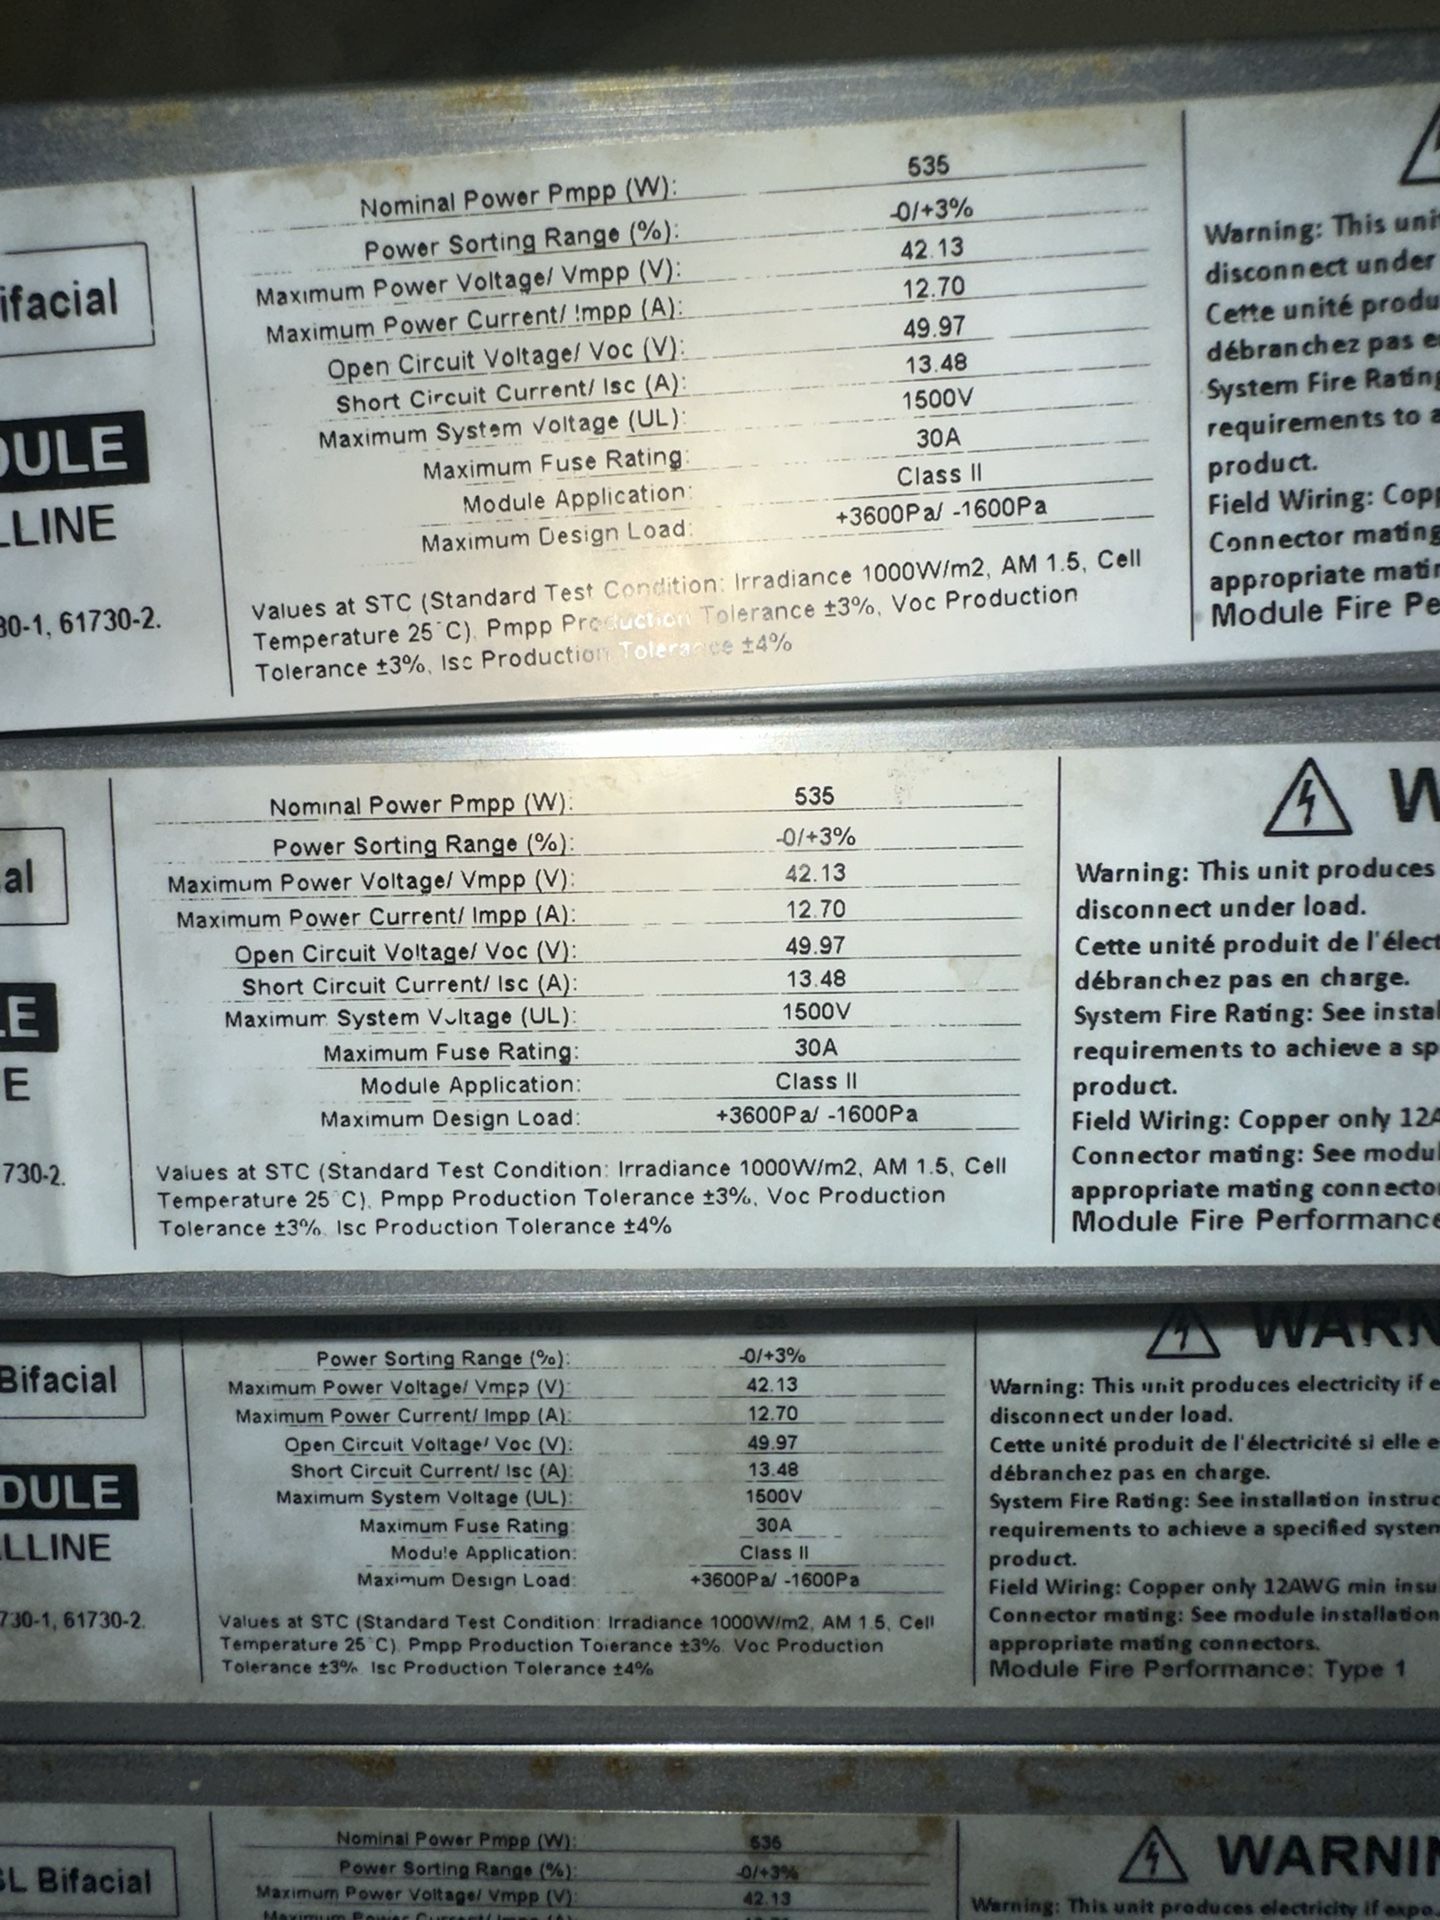 Nominal Power Pmpp (W): 535
Power Sorting Range (%): -0/+3%
Maximum Power Voltage/ Vmpp (V): 42.13
Maximum Power Current/ Impp (A): 12.70
Open Circuit Voltage/ Voc (V): 49.97
Short Circuit Current/ Isc (A): 13.48
Maximum System Voltage (UL): 1500V
Maximum Fuse Rating: 30A
Module Application: Class II
Maximum Design Load: +3600Pa/ -1600Pa
Values at STC (Standard Test Condition: Irradiance 1000W/m2, AM 1.5, Cell
Temperature 25°C). Pmpp Production Tolerance ±3%, Voc Production
Tolerance ±3%, Isc Production Tolerance ±4%
ifacial
DULE
LLINE
30-1, 61730-2.
Warning: This unit
disconnect under
Cette unité produ
débranchez pas e
System Fire Rating
requirements to a
product.
Field Wiring: Copp
Connector mating
appropriate matin
Module Fire Pe
al
LE
E
730-2.
Nominal Power Pmpp (W): 535
Power Sorting Range (%): -0/+3%
Maximum Power Voltage/ Vmpp (V): 42.13
Maximum Power Current/ Impp (A): 12.70
Open Circuit Voltage/ Voc (V): 49.97
Short Circuit Current/ Isc (A): 13.48
Maximum System Voltage (UL): 1500V
Maximum Fuse Rating: 30A
Module Application: Class II
Maximum Design Load: +3600Pa/ -1600Pa
Values at STC (Standard Test Condition: Irradiance 1000W/m2, AM 1.5, Cell
Temperature 25°C). Pmpp Production Tolerance ±3%, Voc Production
Tolerance ±3%. Isc Production Tolerance ±4%
W
Warning: This unit produces
disconnect under load.
Cette unité produit de l'élect
débranchez pas en charge.
System Fire Rating: See instal
requirements to achieve a sp
product.
Field Wiring: Copper only 12A
Connector mating: See modul
appropriate mating connecto
Module Fire Performance
Bifacial
DULE
LLINE
730-1, 61730-2.
Nominal Power Pmpp (W): 535
Power Sorting Range (%): -0/+3%
Maximum Power Voltage/ Vmpp (V): 42.13
Maximum Power Current/ Impp (A): 12.70
Open Circuit Voltage/ Voc (V): 49.97
Short Circuit Current/ Isc (A): 13.48
Maximum System Voltage (UL): 1500V
Maximum Fuse Rating: 30A
Module Application: Class II
Maximum Design Load: +3600Pa/ -1600Pa
Values at STC (Standard Test Condition: Irradiance 1000W/m2, AM 1.5, Cell
Temperature 25°C). Pmpp Production Tolerance ±3%. Voc Production
Tolerance ±3%. Isc Production Tolerance ±4%
WARN
Warning: This unit produces electricity if e
disconnect under load.
Cette unité produit de l'électricité si elle e
débranchez pas en charge.
System Fire Rating: See installation instruc
requirements to achieve a specified system
product.
Field Wiring: Copper only 12AWG min insu
Connector mating: See module installation
appropriate mating connectors.
Module Fire Performance: Type 1
SL Bifacial
Nominal Power Pmpp (W): 535
Power Sorting Range (%): -0/+3%
Maximum Power Voltage/ Vmpp (V): 42.13
WARNIN
Warning: This unit produces electricity if expo